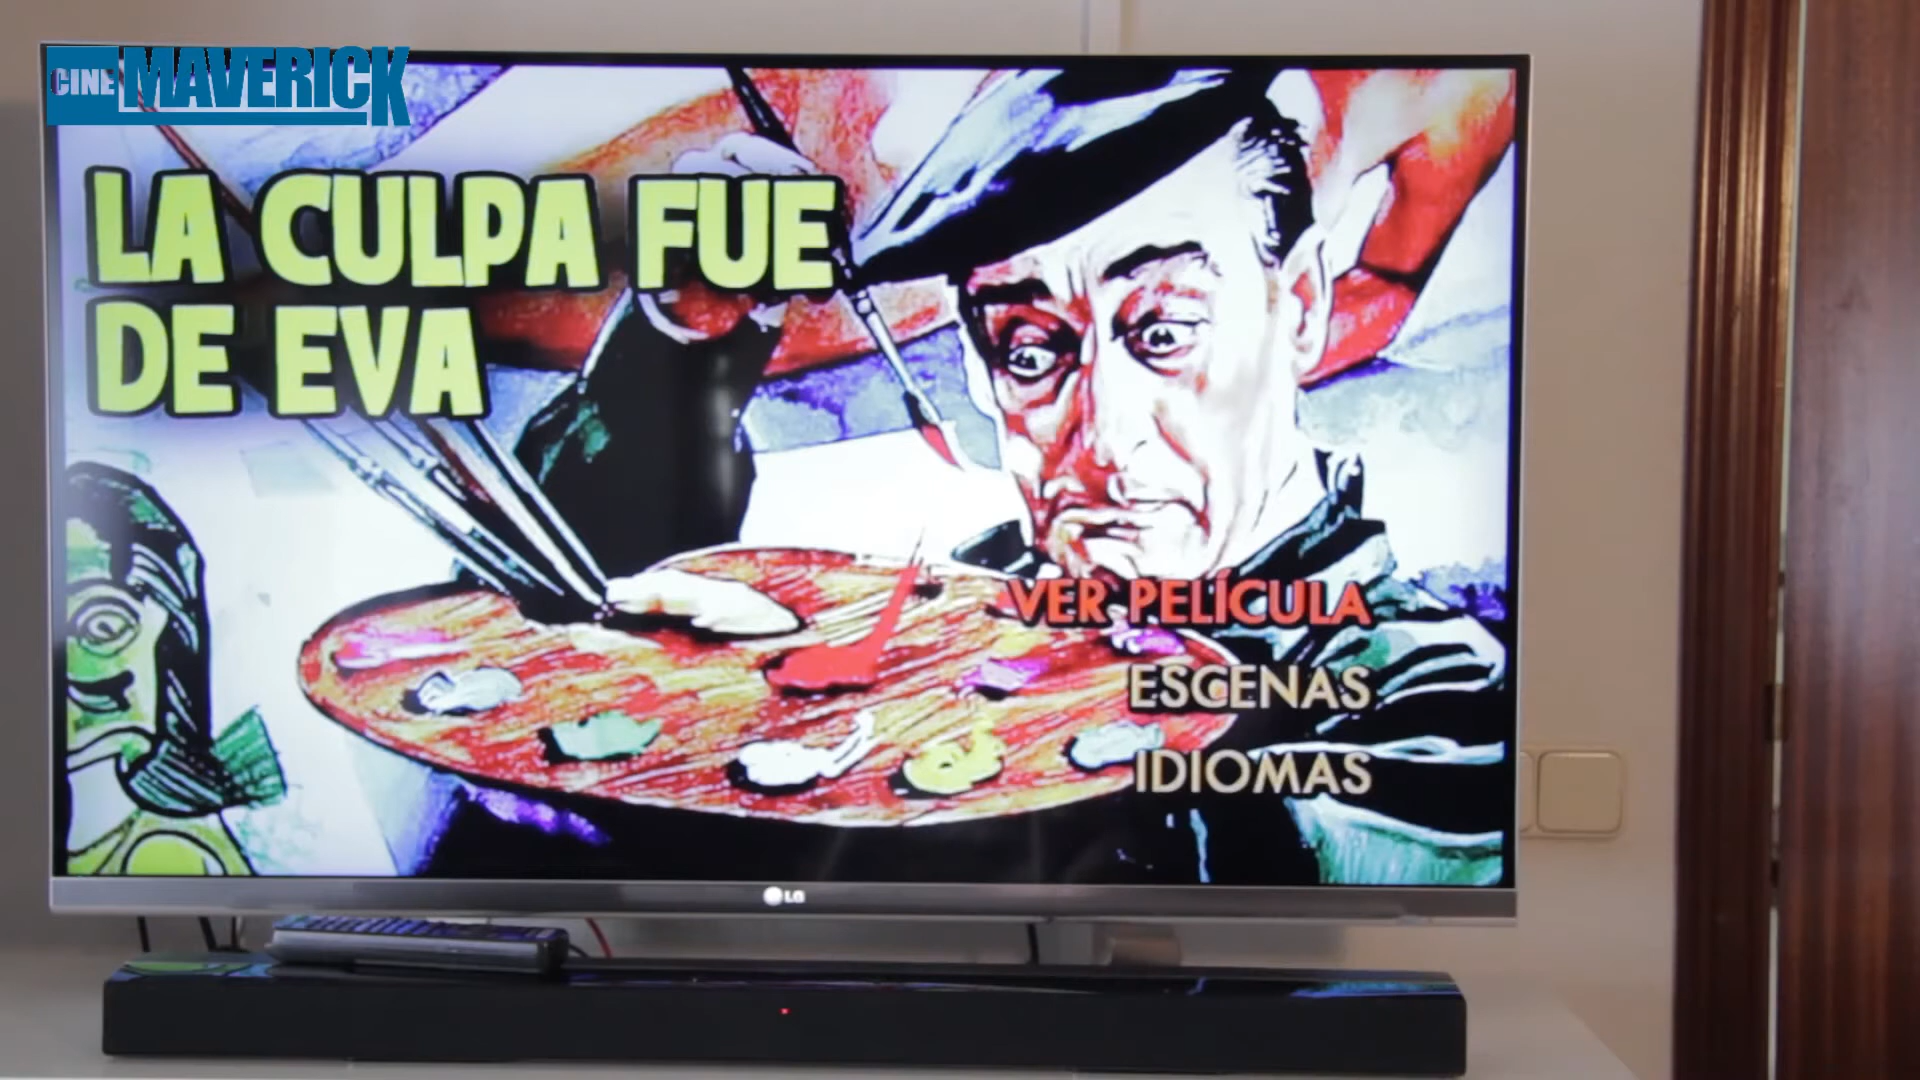 CINE MAVERICK
LA CULPA FUE
DE EVA
VER PELÍCULA
ESCENAS
IDIOMAS
LG